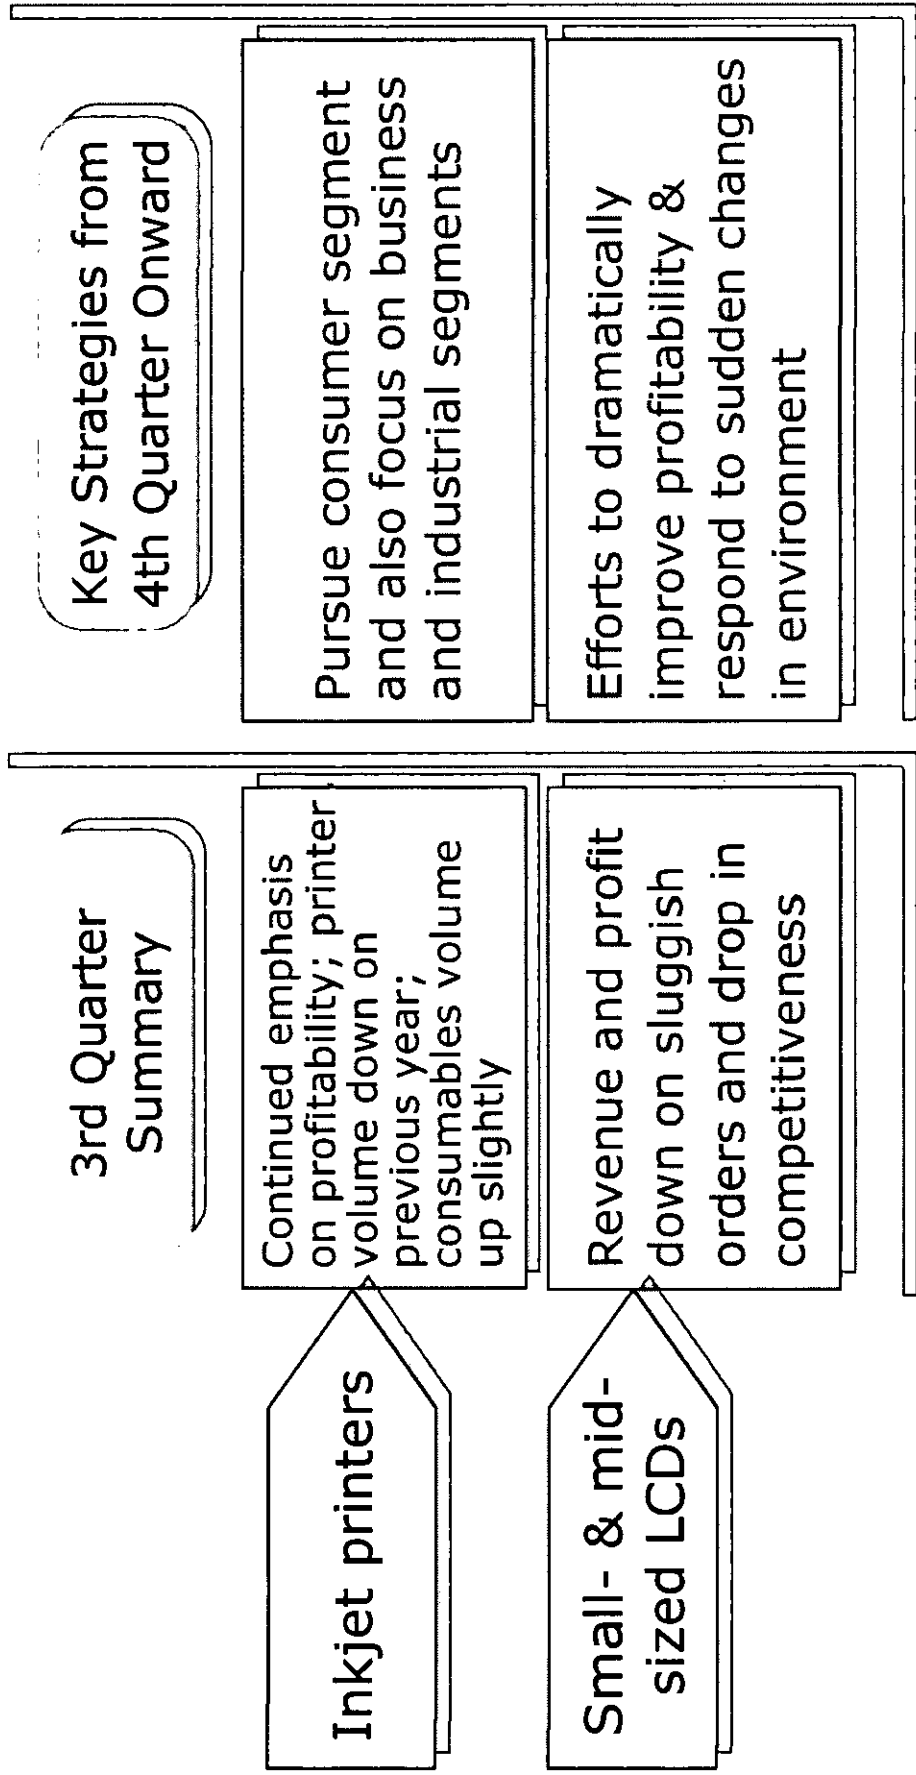 3rd Quarter
Summary
Key Strategies from
4th Quarter Onward
Inkjet printers
Continued emphasis
on profitability; printer
volume down on
previous year;
consumables volume
up slightly
Pursue consumer segment
and also focus on business
and industrial segments
Small- & mid-
sized LCDs
Revenue and profit
down on sluggish
orders and drop in
competitiveness
Efforts to dramatically
improve profitability &
respond to sudden changes
in environment